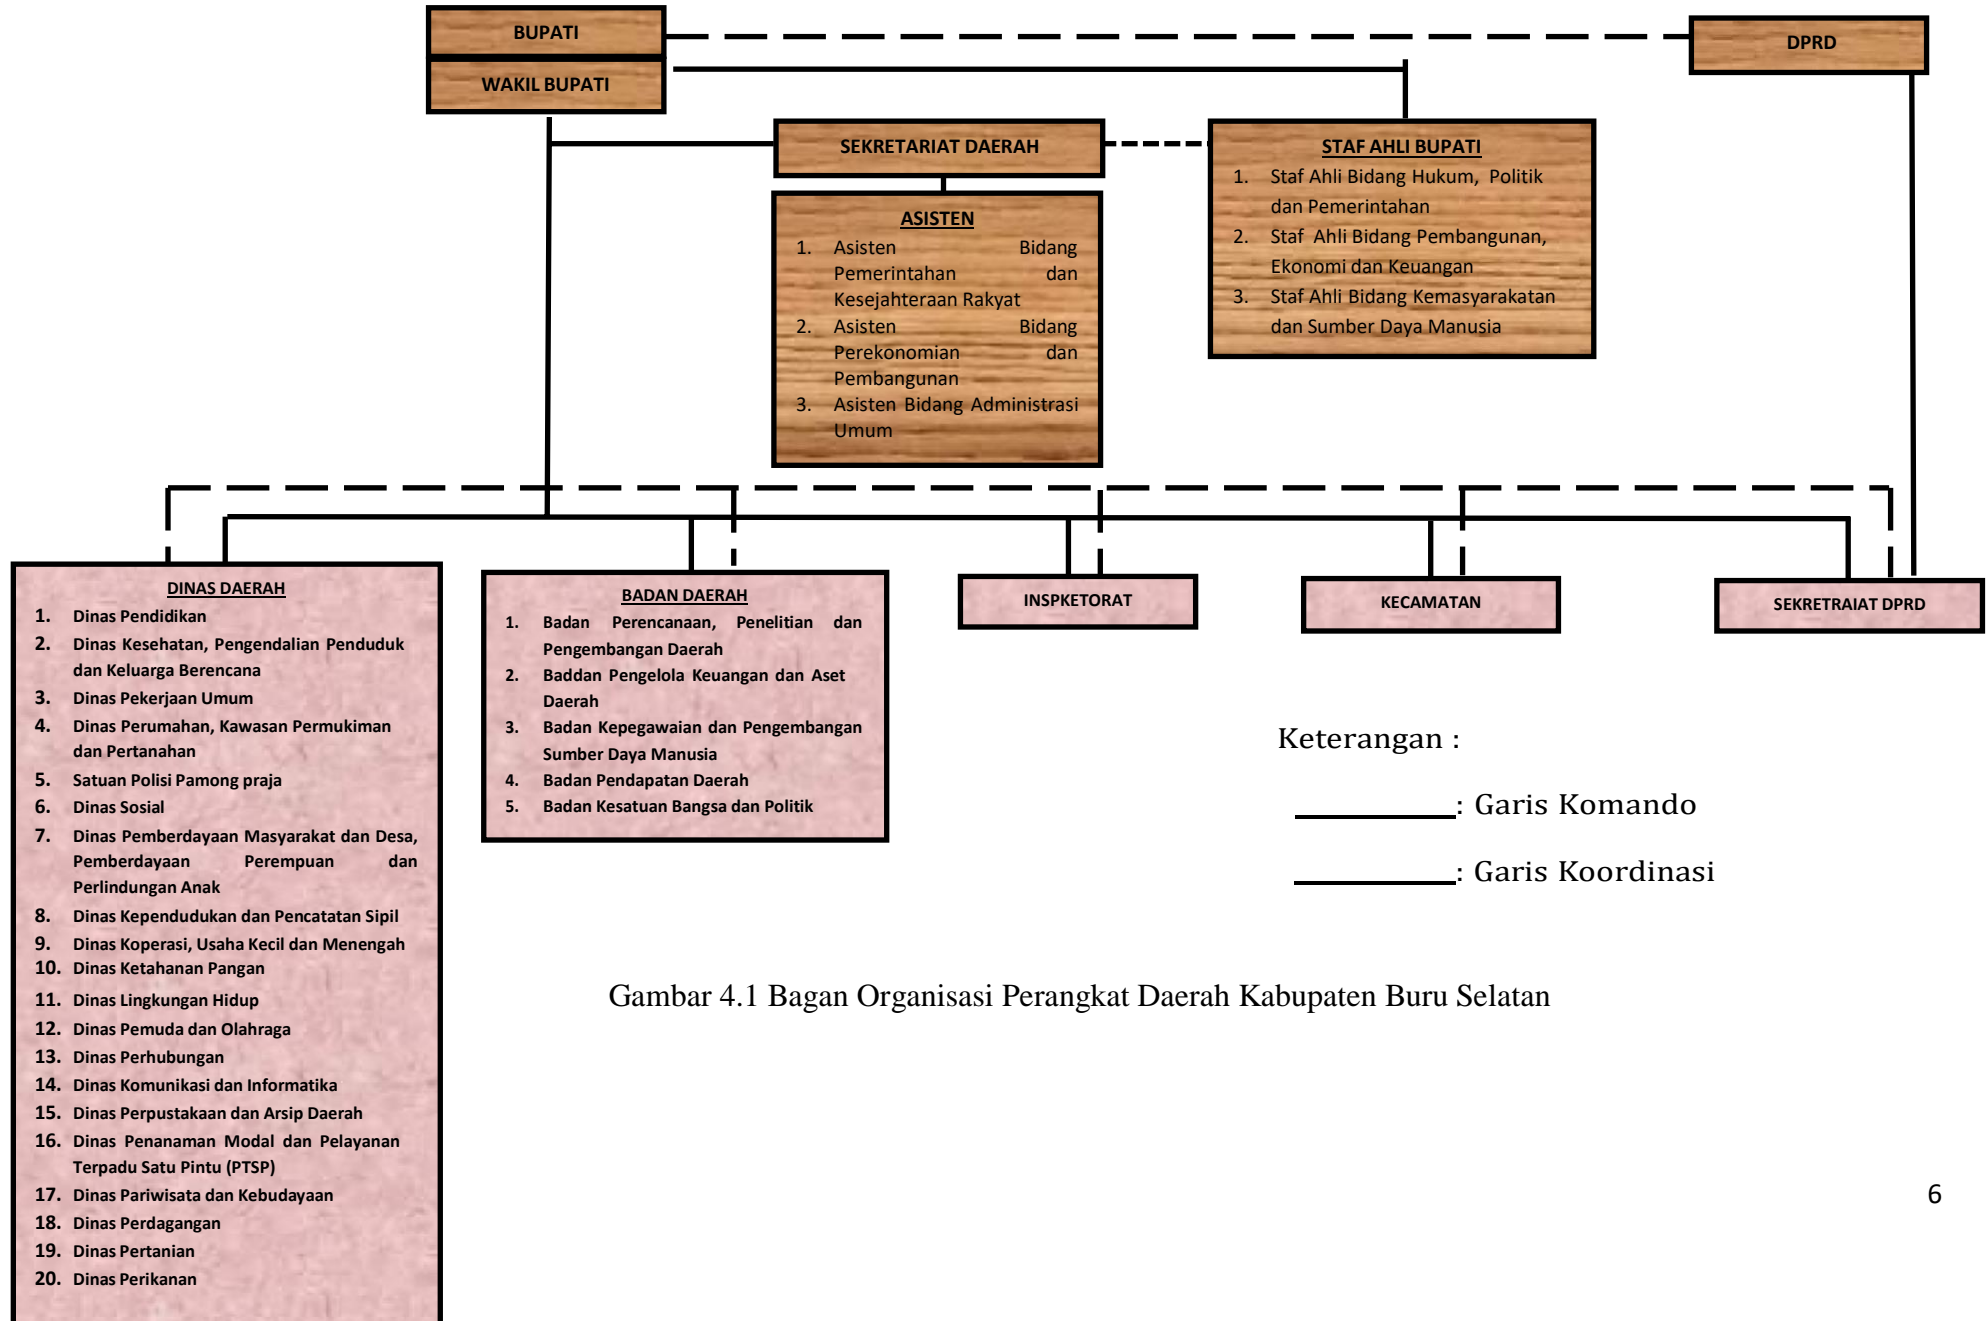 BUPATI
WAKIL BUPATI
DPRD
SEKRETARIAT DAERAH
ASISTEN
1. Asisten Bidang
Pemerintahan dan
Kesejahteraan Rakyat
2. Asisten Bidang
Perekonomian dan
Pembangunan
3. Asisten Bidang Administrasi
Umum
STAF AHLI BUPATI
1. Staf Ahli Bidang Hukum, Politik
dan Pemerintahan
2. Staf Ahli Bidang Pembangunan,
Ekonomi dan Keuangan
3. Staf Ahli Bidang Kemasyarakatan
dan Sumber Daya Manusia
DINAS DAERAH
1. Dinas Pendidikan
2. Dinas Kesehatan, Pengendalian Penduduk
dan Keluarga Berencana
3. Dinas Pekerjaan Umum
4. Dinas Perumahan, Kawasan Permukiman
dan Pertanahan
5. Satuan Polisi Pamong praja
6. Dinas Sosial
7. Dinas Pemberdayaan Masyarakat dan Desa,
Pemberdayaan Perempuan dan
Perlindungan Anak
8. Dinas Kependudukan dan Pencatatan Sipil
9. Dinas Koperasi, Usaha Kecil dan Menengah
10. Dinas Ketahanan Pangan
11. Dinas Lingkungan Hidup
12. Dinas Pemuda dan Olahraga
13. Dinas Perhubungan
14. Dinas Komunikasi dan Informatika
15. Dinas Perpustakaan dan Arsip Daerah
16. Dinas Penanaman Modal dan Pelayanan
Terpadu Satu Pintu (PTSP)
17. Dinas Pariwisata dan Kebudayaan
18. Dinas Perdagangan
19. Dinas Pertanian
20. Dinas Perikanan
BADAN DAERAH
1. Badan Perencanaan, Penelitian dan
Pengembangan Daerah
2. Baddan Pengelola Keuangan dan Aset
Daerah
3. Badan Kepegawaian dan Pengembangan
Sumber Daya Manusia
4. Badan Pendapatan Daerah
5. Badan Kesatuan Bangsa dan Politik
INSPKETORAT
KECAMATAN
SEKRETRAIAT DPRD
Keterangan :
: Garis Komando
: Garis Koordinasi
Gambar 4.1 Bagan Organisasi Perangkat Daerah Kabupaten Buru Selatan
6